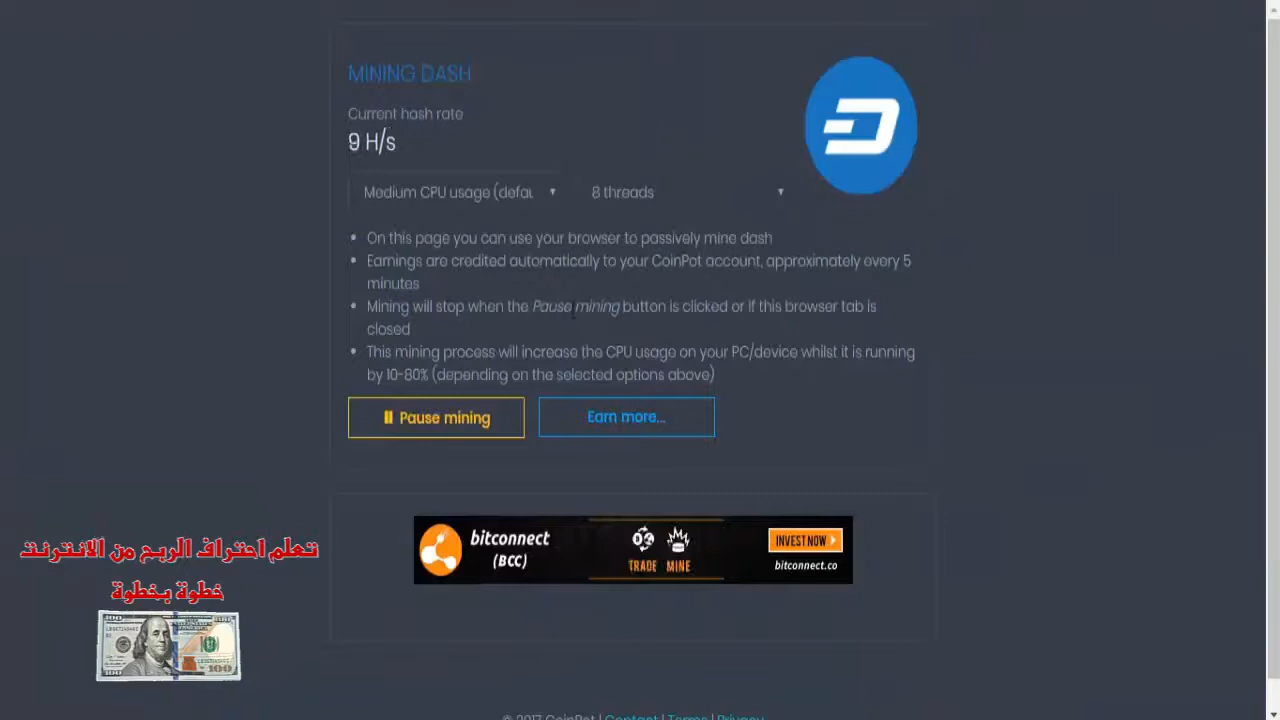 MINING DASH
Current hash rate
9 H/s
Medium CPU usage (defau
8 threads
On this page you can use your browser to passively mine dash
Earnings are credited automatically to your CoinPot account, approximately every 5
minutes
Mining will stop when the Pause mining button is clicked or if this browser tab is
closed
This mining process will increase the CPU usage on your PC/device whilst it is running
by 10-80% (depending on the selected options above)
Pause mining
Earn more...
bitconnect
(BCC)
TRADE MINE
INVEST NOW
bitconnect.co
تعلم احتراف الربح من الانترنت
خطوة بخطوة
100
100
© 2017 CoinPot | Contact | Terms | Privacy